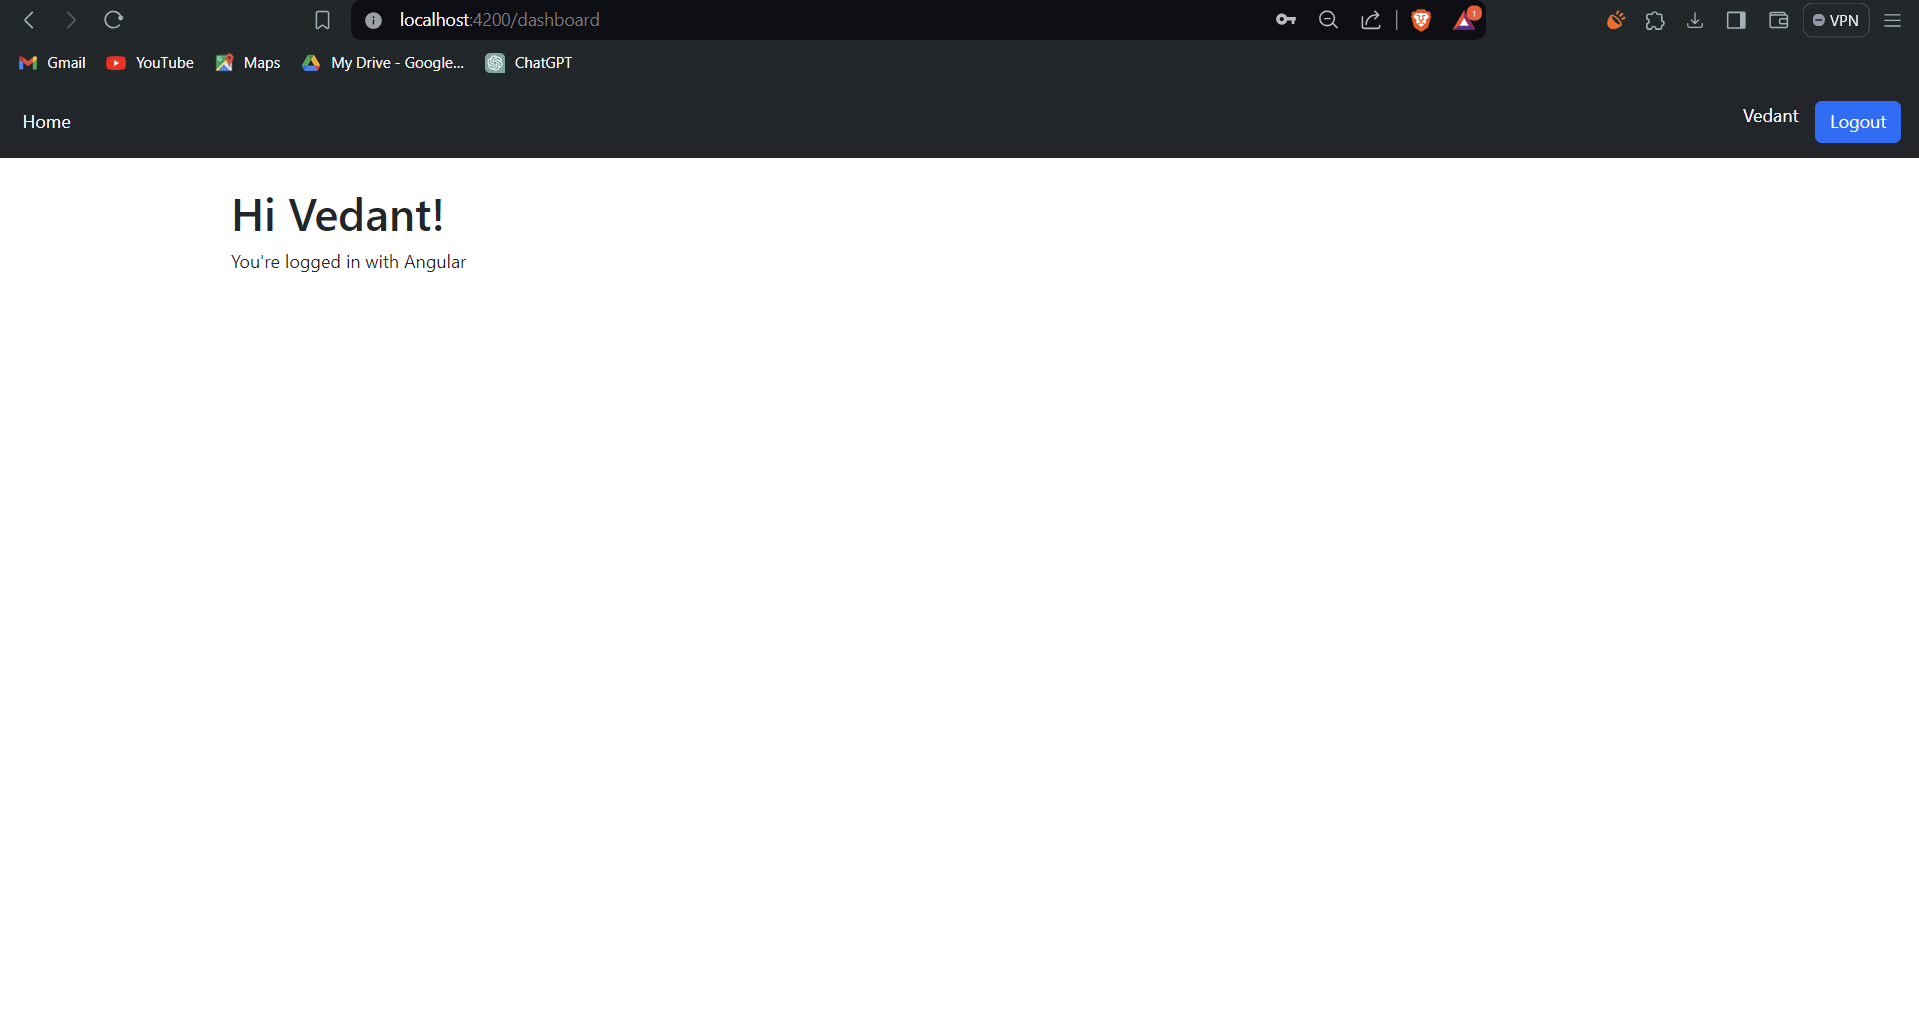 localhost:4200/dashboard
1
VPN
Gmail
YouTube
Maps
My Drive - Google...
ChatGPT
Home
Vedant
Logout
Hi Vedant!
You're logged in with Angular